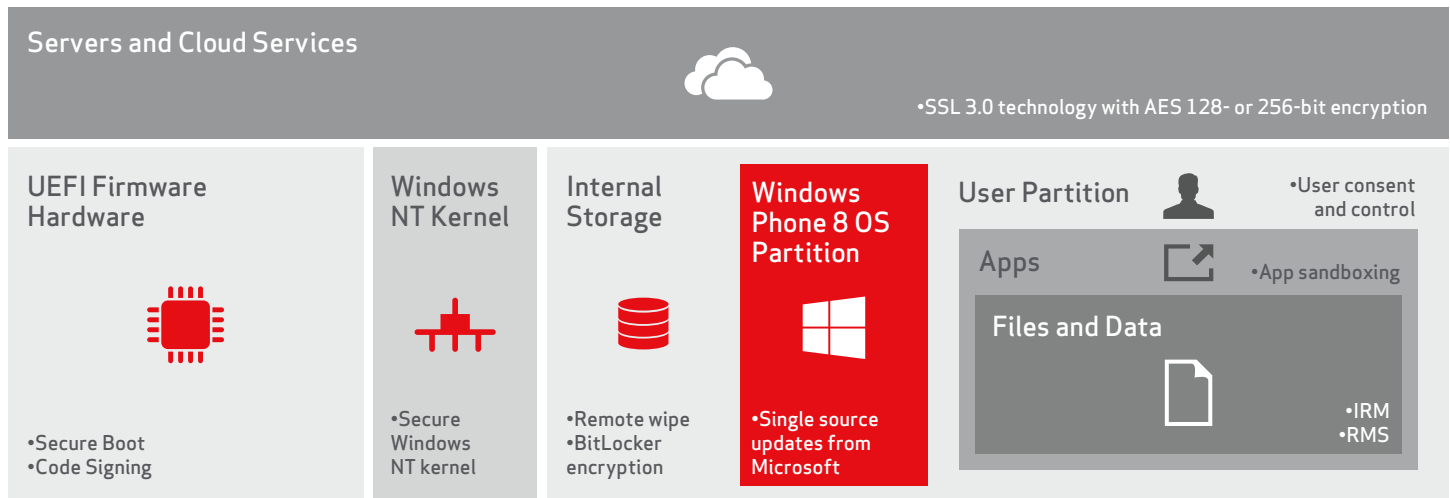 Servers and Cloud Services
•SSL 3.0 technology with AES 128- or 256-bit encryption
UEFI Firmware
Hardware
•Secure Boot
•Code Signing
Windows
NT Kernel
•Secure
Windows
NT kernel
Internal
Storage
•Remote wipe
•BitLocker
encryption
Windows
Phone 8 OS
Partition
•Single source
updates from
Microsoft
User Partition
•User consent
and control
Apps
•App sandboxing
Files and Data
•IRM
•RMS